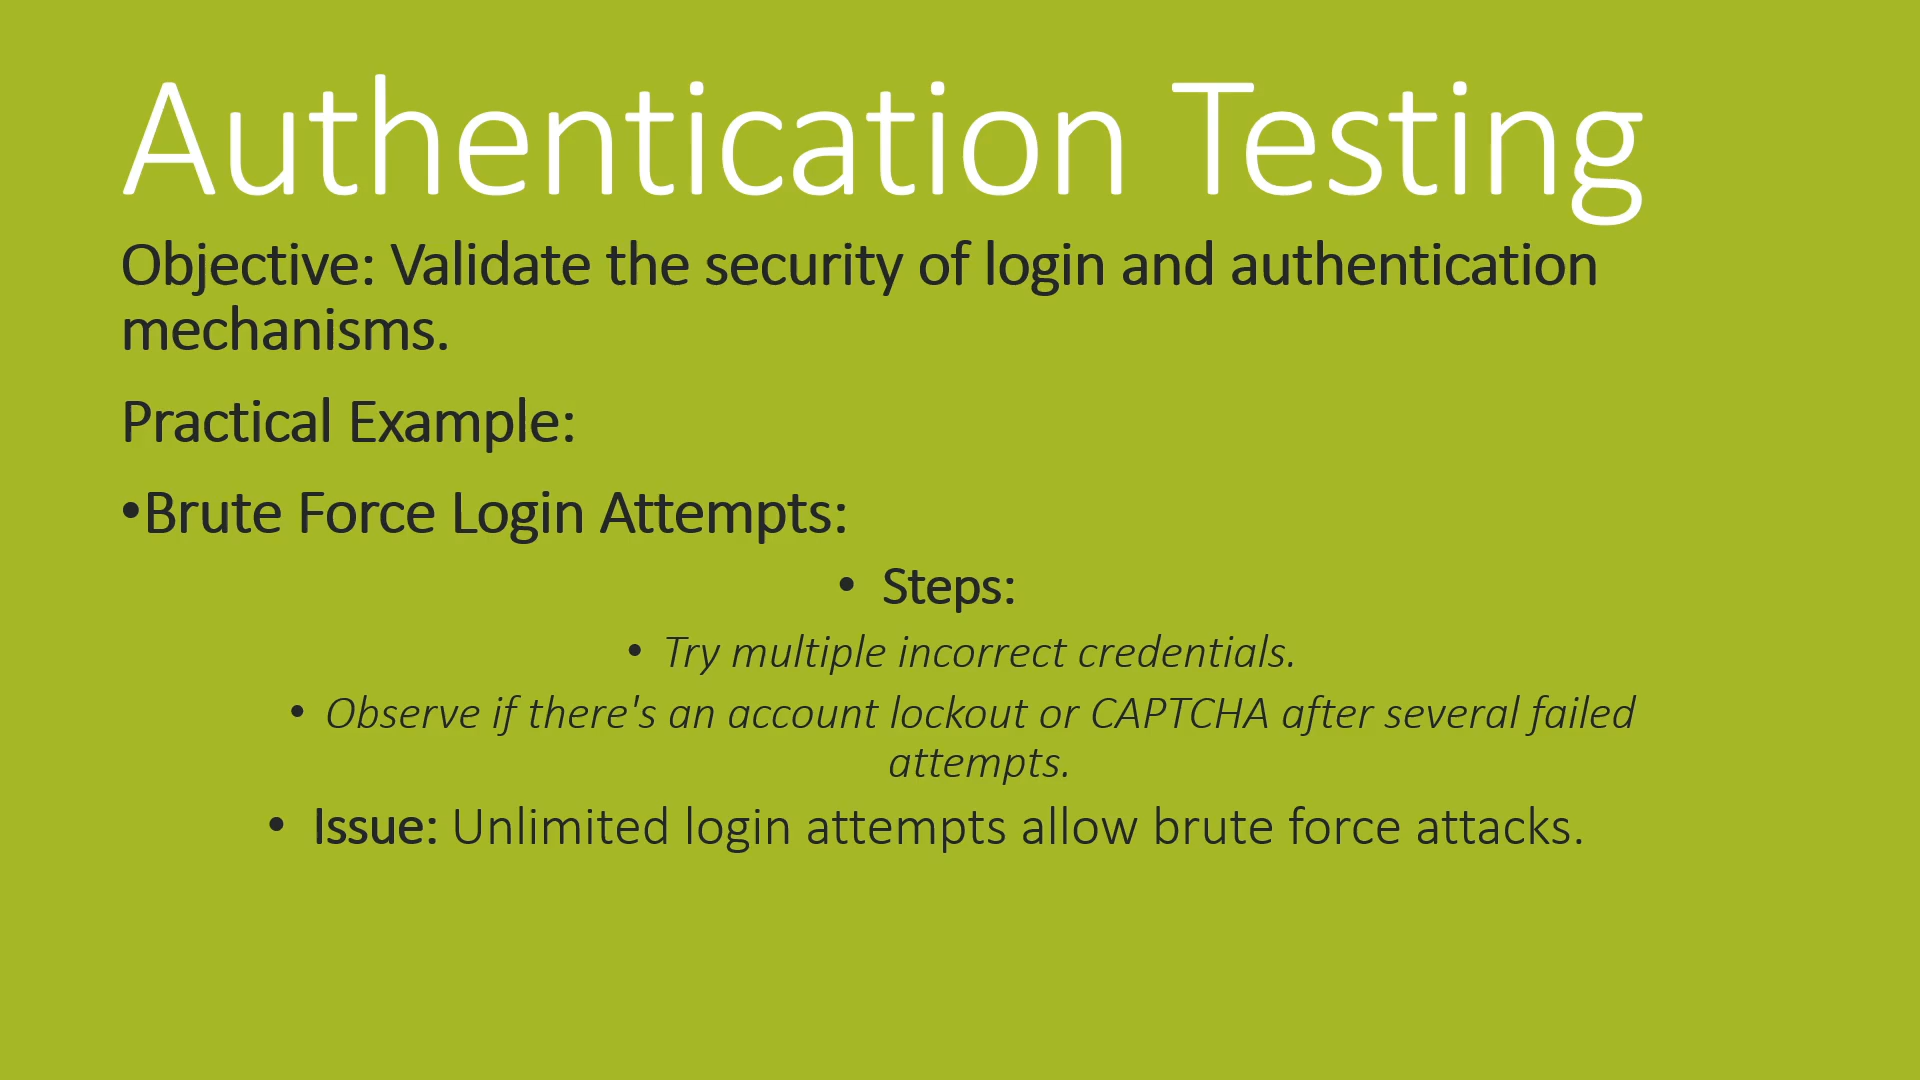 Authentication Testing
Objective: Validate the security of login and authentication
mechanisms.
Practical Example:
•Brute Force Login Attempts:
• Steps:
• Try multiple incorrect credentials.
• Observe if there's an account lockout or CAPTCHA after several failed
attempts.
• Issue: Unlimited login attempts allow brute force attacks.